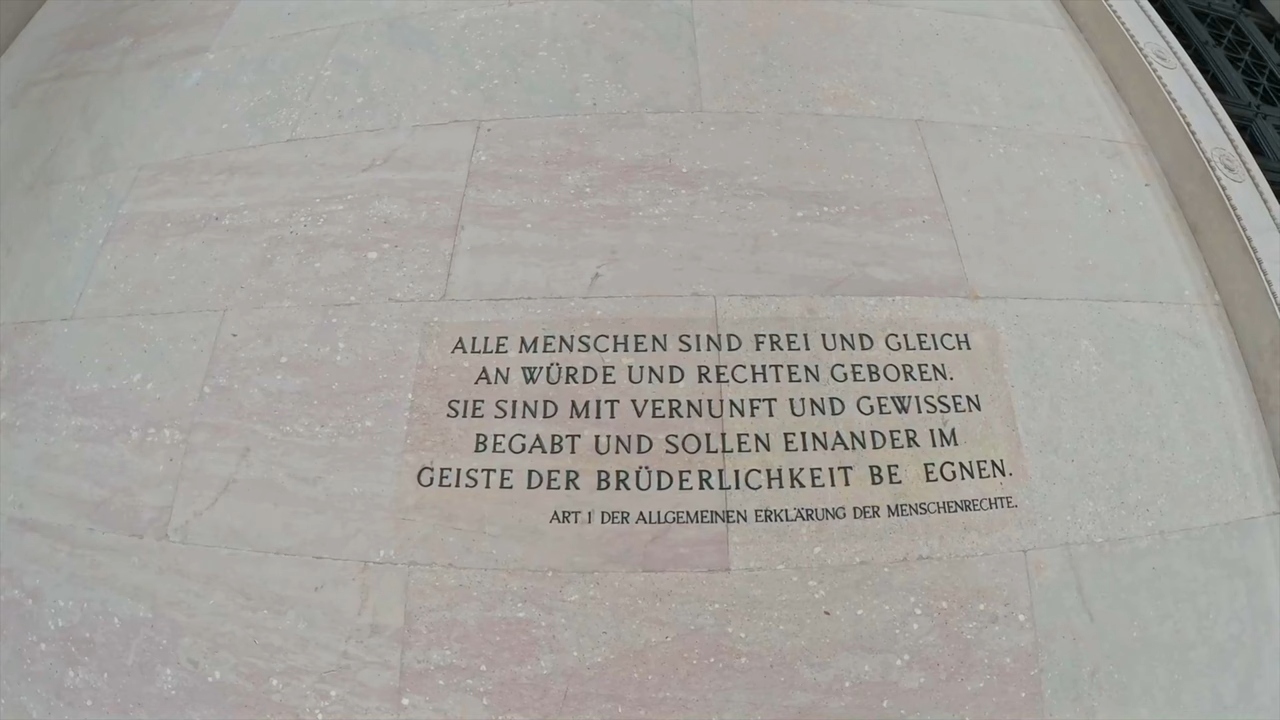 ALLE MENSCHEN SIND FREI UND GLEICH
AN WÜRDE UND RECHTEN GEBOREN.
SIE SIND MIT VERNUNFT UND GEWISSEN
BEGABT UND SOLLEN EINANDER IM
GEISTE DER BRÜDERLICHKEIT BE EGNEN.
ART 1 DER ALLGEMEINEN ERKLÄRUNG DER MENSCHENRECHTE.